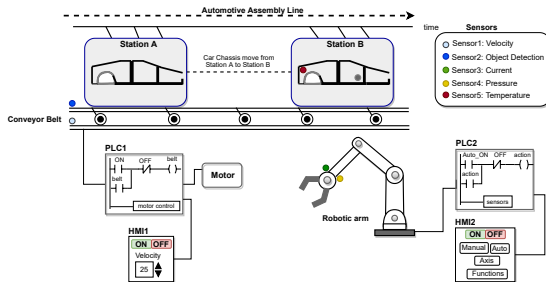 Automotive Assembly Line
time
Sensors
Station A
Station B
Car Chassis move from
Station A to Station B
Sensor1: Velocity
Sensor2: Object Detection
Sensor3: Current
Sensor4: Pressure
Sensor5: Temperature
Conveyor Belt
PLC1
ON OFF belt
belt
motor control
Motor
Robotic arm
PLC2
Auto_ON OFF action
action
sensors
HMI1
ON OFF
Velocity
25
HMI2
ON OFF
Manual Auto
Axis
Functions